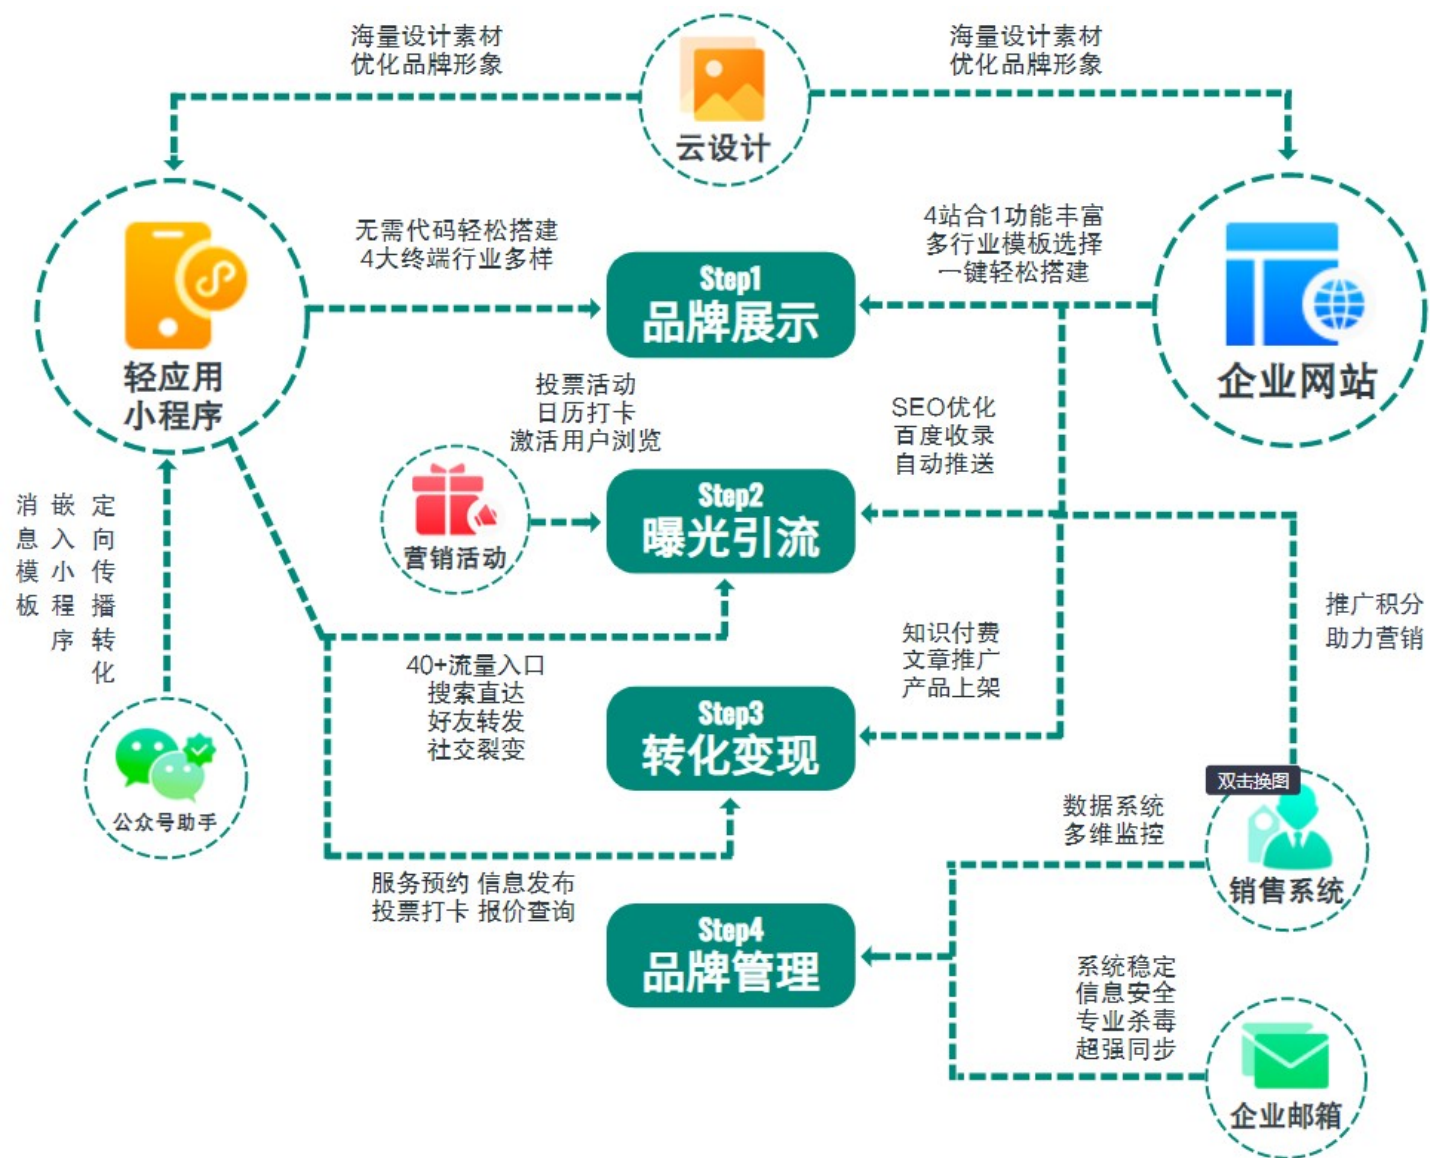 海量设计素材
优化品牌形象
云设计
海量设计素材
优化品牌形象
轻应用
小程序
无需代码轻松搭建
4大终端行业多样
Step1
品牌展示
4站合1功能丰富
多行业模板选择
一键轻松搭建
企业网站
投票活动
日历打卡
激活用户浏览
营销活动
Step2
曝光引流
SEO优化
百度收录
自动推送
消息模板
嵌入小程序
定向传播转化
公众号助手
40+流量入口
搜索直达
好友转发
社交裂变
Step3
转化变现
知识付费
文章推广
产品上架
推广积分
助力营销
服务预约 信息发布
投票打卡 报价查询
Step4
品牌管理
数据系统
多维监控
双击换图
销售系统
系统稳定
信息安全
专业杀毒
超强同步
企业邮箱